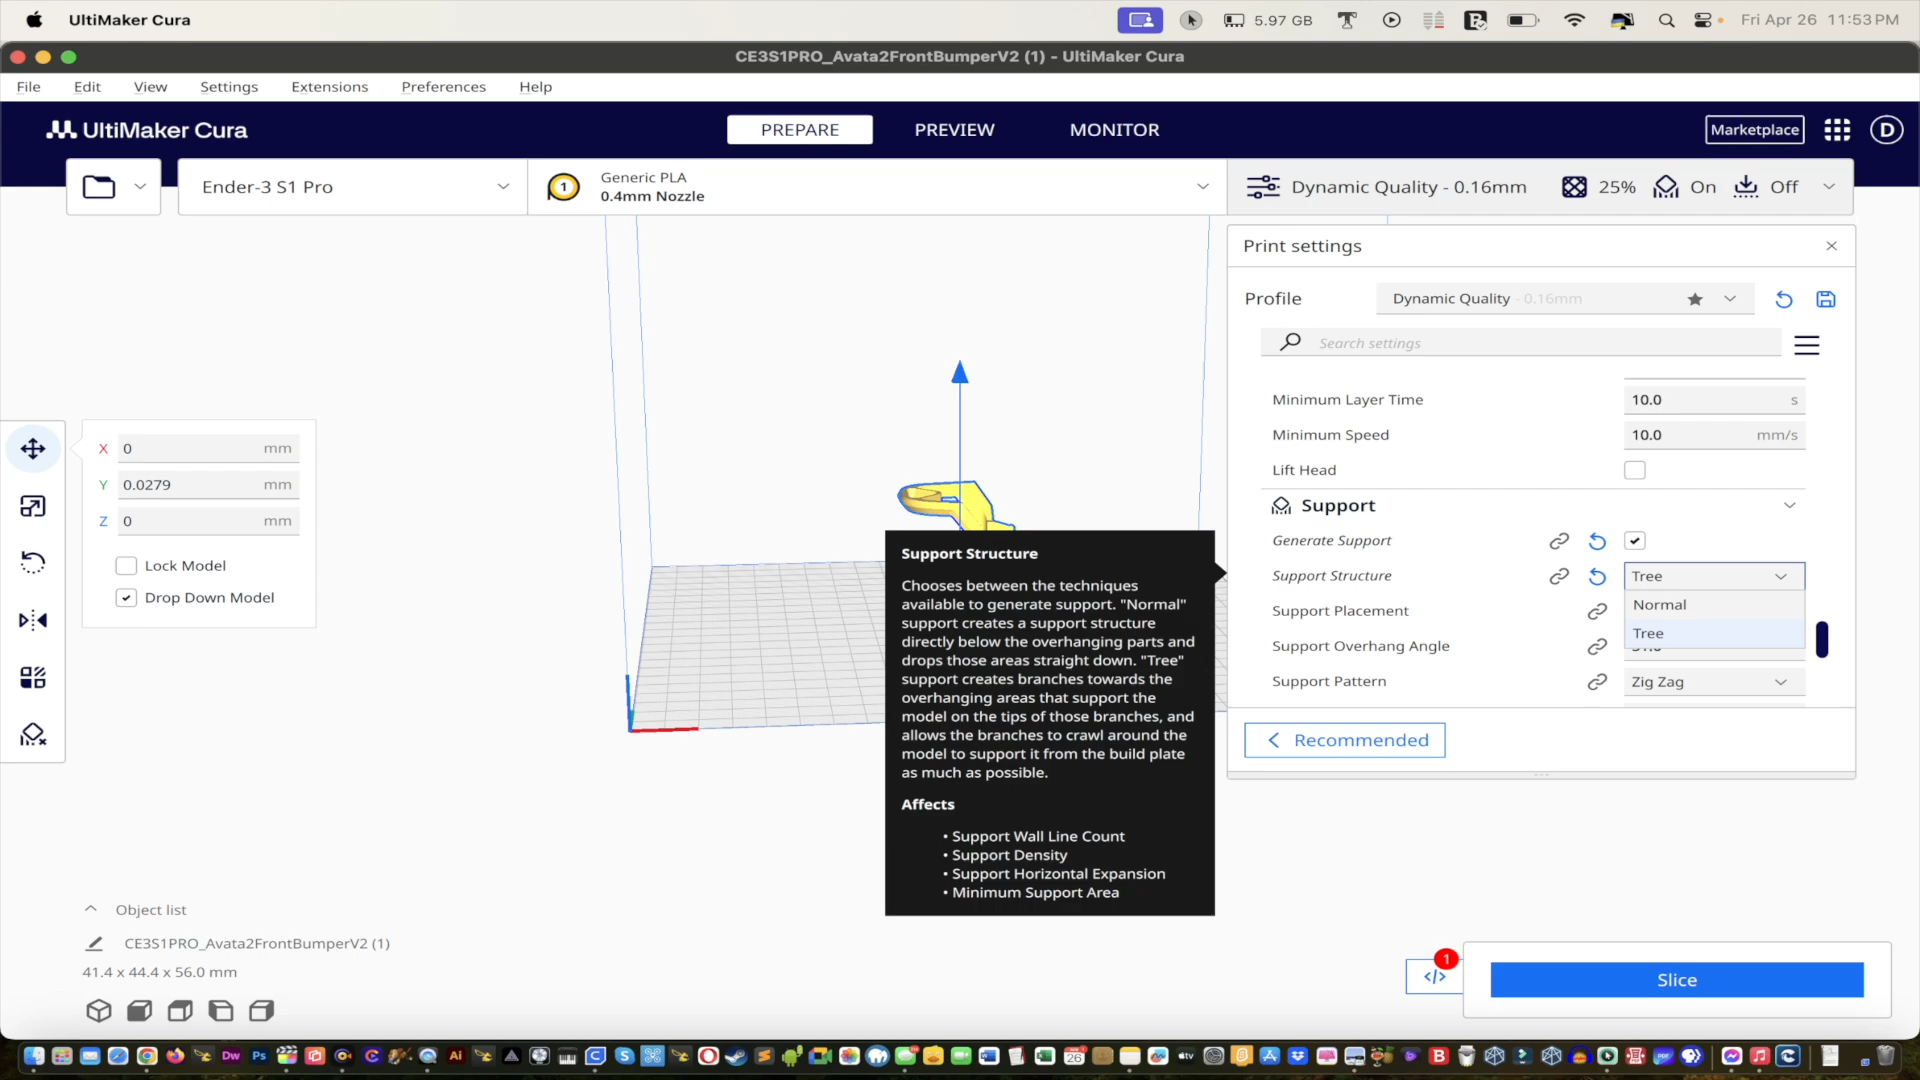 UltiMaker Cura
5.97 GB
Fri Apr 26 11:53 PM
CE3S1PRO_Avata2FrontBumperV2 (1) - UltiMaker Cura
File Edit View Settings Extensions Preferences Help
UltiMaker Cura
PREPARE PREVIEW MONITOR
Marketplace
D
Ender-3 S1 Pro
1
Generic PLA
0.4mm Nozzle
Dynamic Quality - 0.16mm 25% On Off
Print settings
Profile
Dynamic Quality - 0.16mm
Search settings
Minimum Layer Time 10.0 s
Minimum Speed 10.0 mm/s
Lift Head
Support
Generate Support
Support Structure Tree
Normal
Tree
Support Placement
Support Overhang Angle
Support Pattern Zig Zag
Recommended
X 0 mm
Y 0.0279 mm
Z 0 mm
Lock Model
Drop Down Model
Support Structure
Chooses between the techniques
available to generate support. "Normal"
support creates a support structure
directly below the overhanging parts and
drops those areas straight down. "Tree"
support creates branches towards the
overhanging areas that support the
model on the tips of those branches, and
allows the branches to crawl around the
model to support it from the build plate
as much as possible.
Affects
• Support Wall Line Count
• Support Density
• Support Horizontal Expansion
• Minimum Support Area
Object list
CE3S1PRO_Avata2FrontBumperV2 (1)
41.4 x 44.4 x 56.0 mm
1
</>
Slice
Dw
Ps
Ai
26